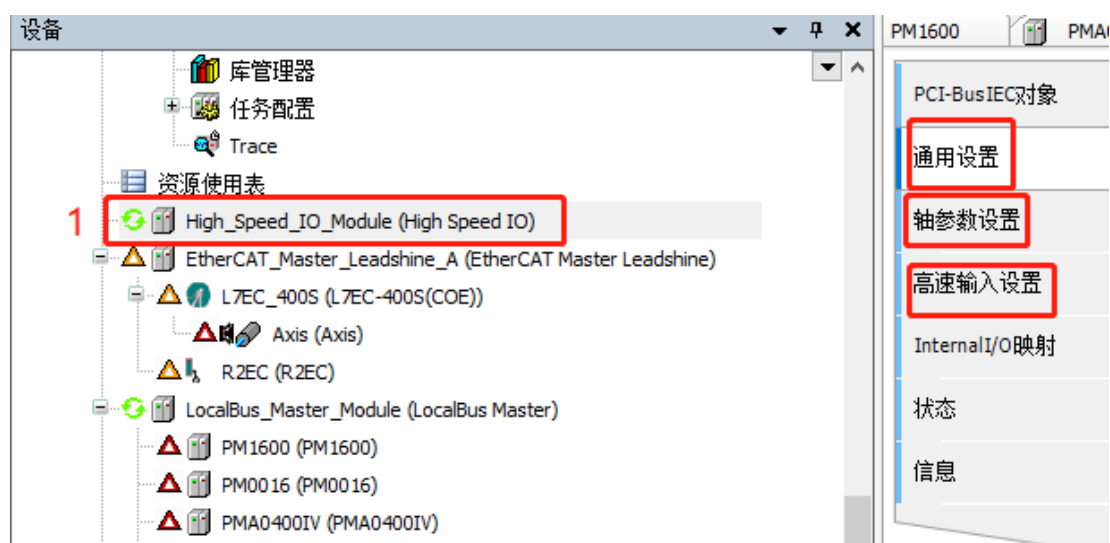 设备
库管理器
任务配置
Trace
资源使用表
1
High_Speed_IO_Module (High Speed IO)
EtherCAT_Master_Leadshine_A (EtherCAT Master Leadshine)
L7EC_400S (L7EC-400S(COE))
Axis (Axis)
R2EC (R2EC)
LocalBus_Master_Module (LocalBus Master)
PM1600 (PM1600)
PM0016 (PM0016)
PMA0400IV (PMA0400IV)
PM1600
PCI-BusIEC对象
通用设置
轴参数设置
高速输入设置
InternalI/O映射
状态
信息